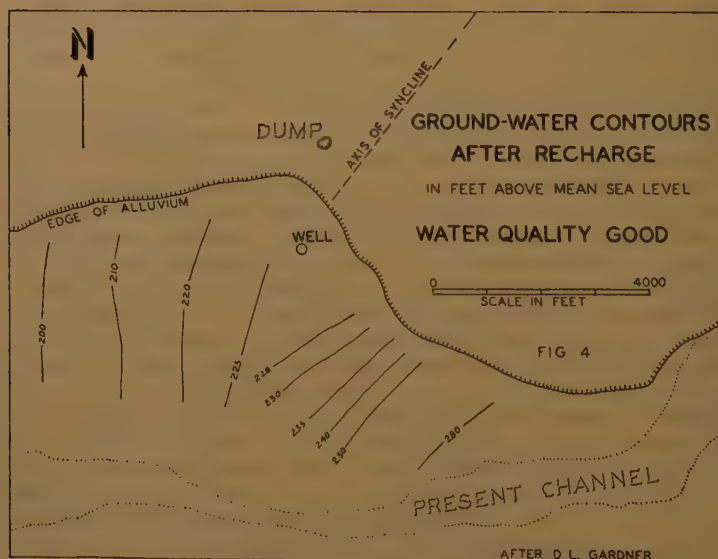 N
DUMP
AXIS OF SYNCLINE
GROUND-WATER CONTOURS
AFTER RECHARGE
IN FEET ABOVE MEAN SEA LEVEL
EDGE OF ALLUVIUM
WELL
WATER QUALITY GOOD
0 4000
SCALE IN FEET
FIG 4
200
210
220
225
228
230
235
240
250
280
PRESENT CHANNEL
AFTER D L. GARDNER